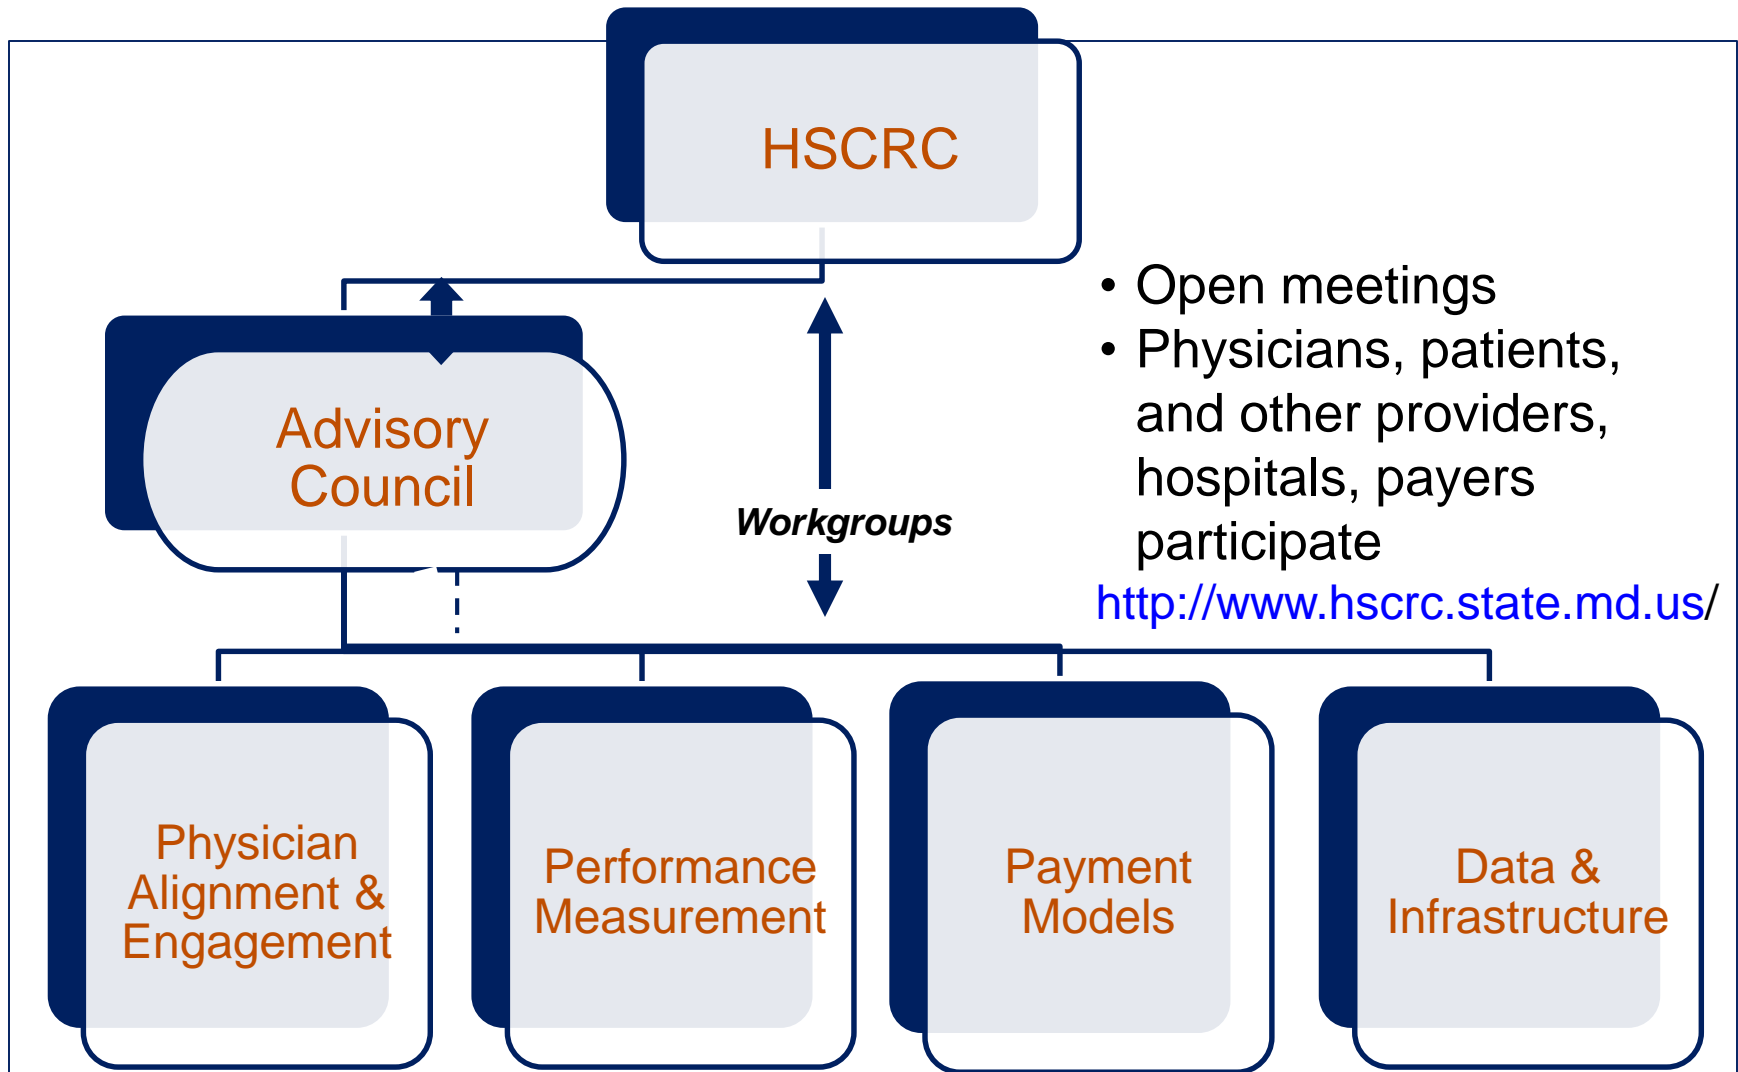 HSCRC
• Open meetings
• Physicians, patients,
and other providers,
hospitals, payers
participate
http://www.hscrc.state.md.us/
Advisory
Council
Workgroups
Physician
Alignment &
Engagement
Performance
Measurement
Payment
Models
Data &
Infrastructure